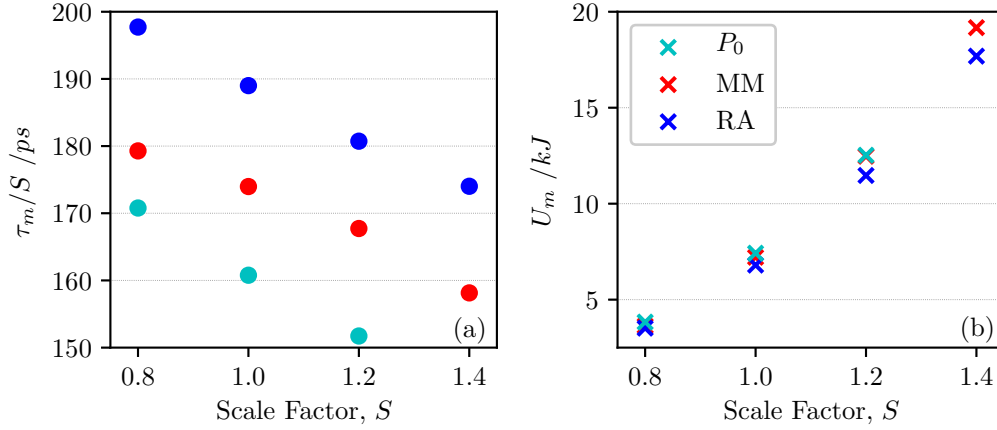 200
190
180
170
160
150
τ_m/S /ps
0.8 1.0 1.2 1.4
Scale Factor, S
(a)
20
15
10
5
U_m /kJ
P_0
MM
RA
0.8 1.0 1.2 1.4
Scale Factor, S
(b)